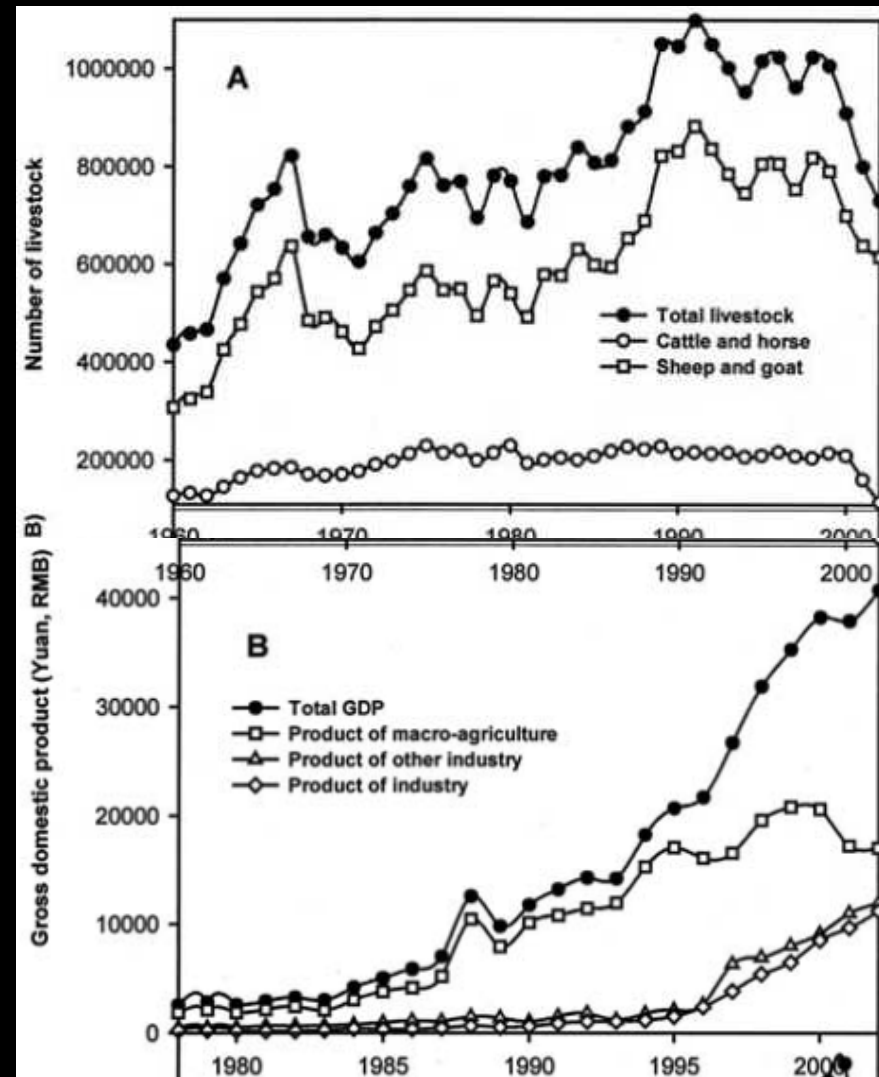 A
Number of livestock
1000000
800000
600000
400000
200000
Total livestock
Cattle and horse
Sheep and goat
1960 1970 1980 1990 2000
1960 1970 1980 1990 2000
B)
B
Gross domestic product (Yuan, RMB)
40000
30000
20000
10000
0
Total GDP
Product of macro-agriculture
Product of other industry
Product of industry
1980 1985 1990 1995 2000